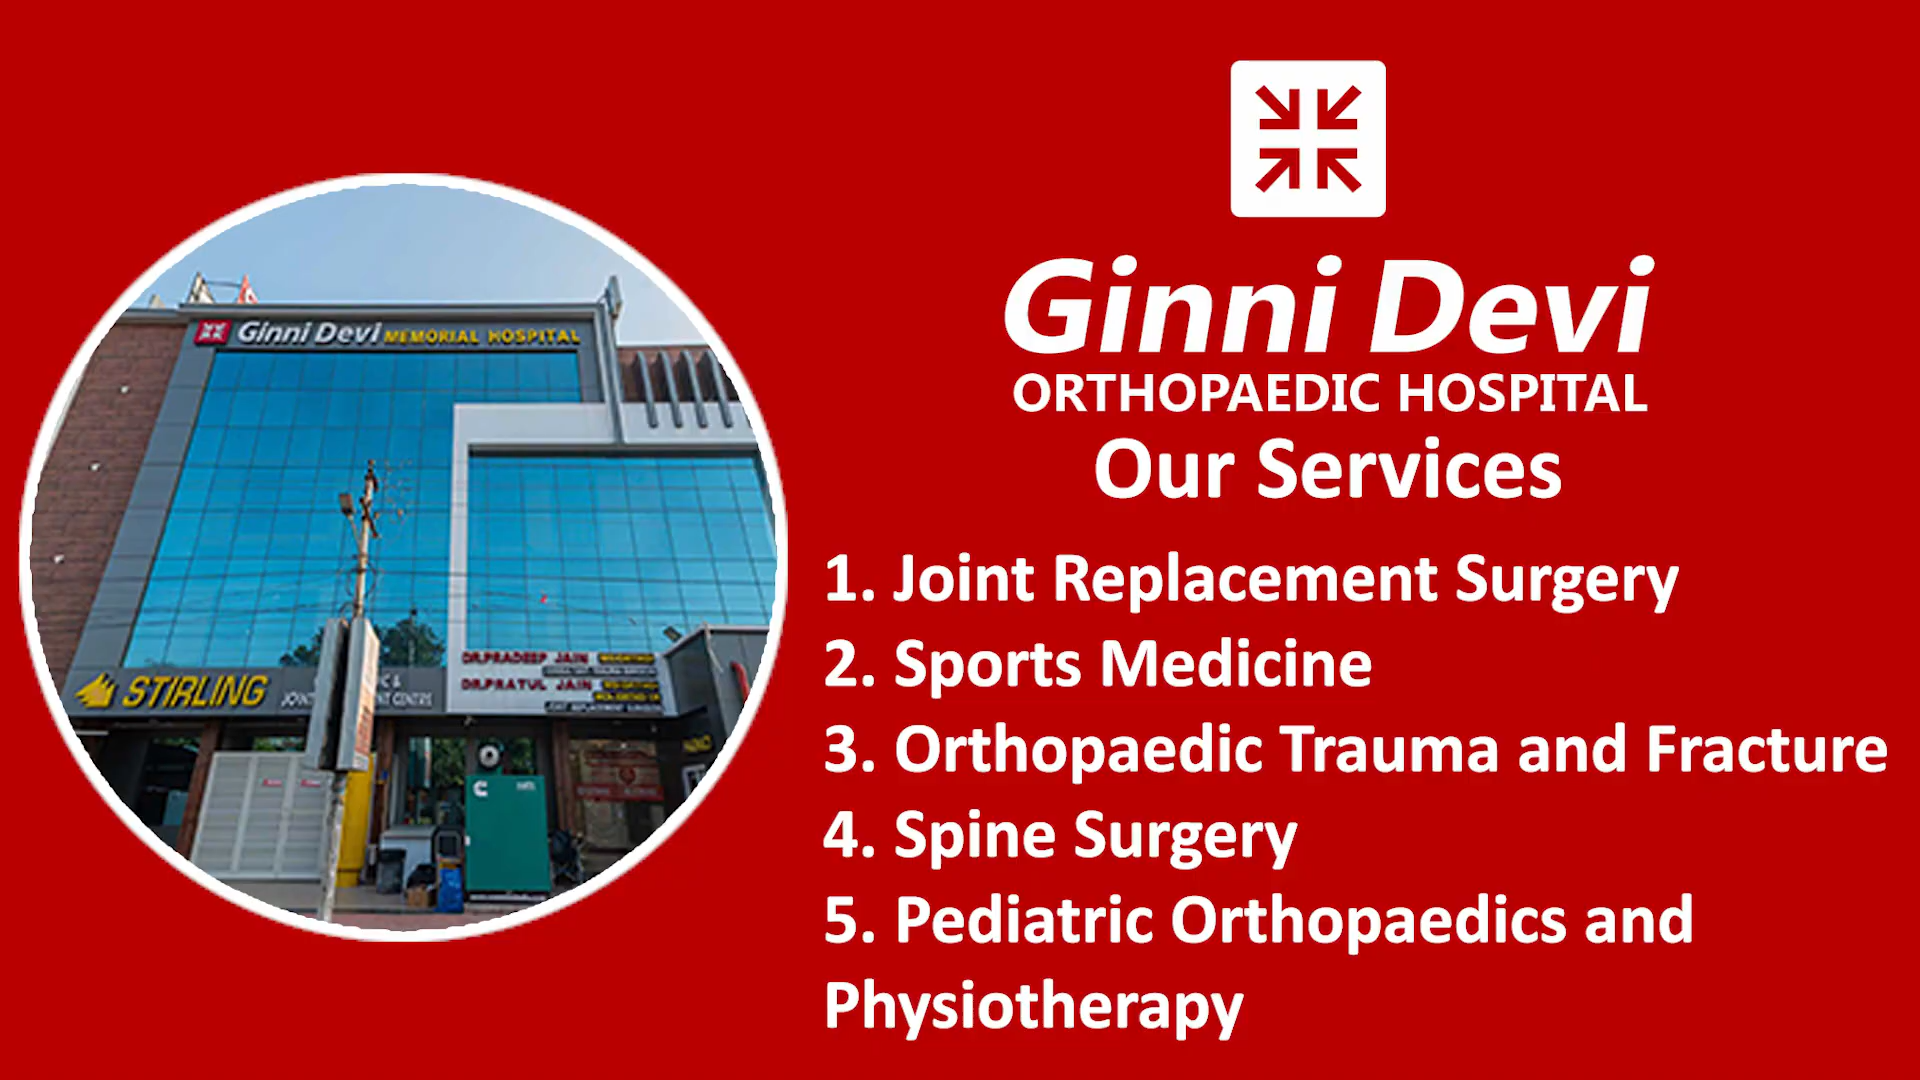 Ginni Devi
ORTHOPAEDIC HOSPITAL
Our Services
1. Joint Replacement Surgery
2. Sports Medicine
3. Orthopaedic Trauma and Fracture
4. Spine Surgery
5. Pediatric Orthopaedics and
Physiotherapy
Ginni Devi MEMORIAL HOSPITAL
STIRLING
DR.PRADEEP JAIN
DR.PRATUL JAIN